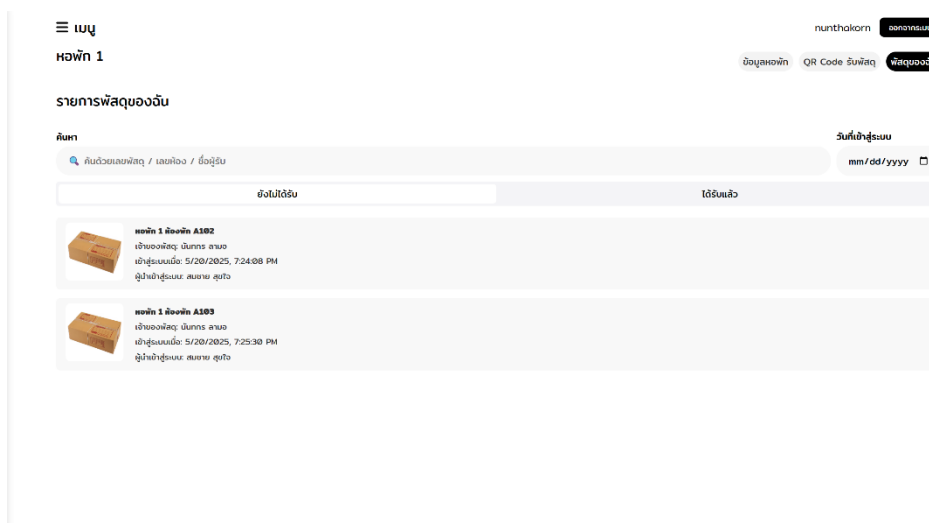 ☰ เมนู
nunthakorn
ออกจากระบบ
หอพัก 1
ข้อมูลหอพัก QR Code รับพัสดุ พัสดุของฉัน
รายการพัสดุของฉัน
ค้นหา
วันที่เข้าสู่ระบบ
ค้นด้วยเลขพัสดุ / เลขห้อง / ชื่อผู้รับ
mm/dd/yyyy
ยังไม่ได้รับ
ได้รับแล้ว
หอพัก 1 ห้องพัก A102
เจ้าของพัสดุ: นันทกร ลามอ
เข้าสู่ระบบเมื่อ: 5/20/2025, 7:24:08 PM
ผู้นำเข้าสู่ระบบ: สมชาย สุขใจ
หอพัก 1 ห้องพัก A103
เจ้าของพัสดุ: นันทกร ลามอ
เข้าสู่ระบบเมื่อ: 5/20/2025, 7:25:30 PM
ผู้นำเข้าสู่ระบบ: สมชาย สุขใจ